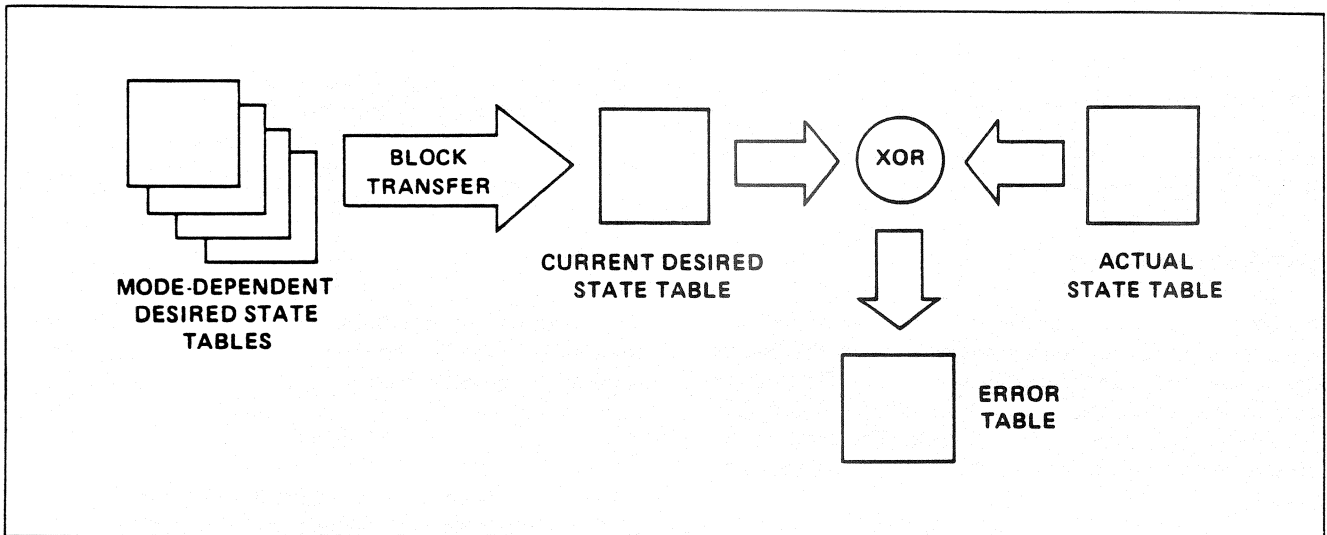 BLOCK
TRANSFER
XOR
MODE-DEPENDENT
DESIRED STATE
TABLES
CURRENT DESIRED
STATE TABLE
ACTUAL
STATE TABLE
ERROR
TABLE